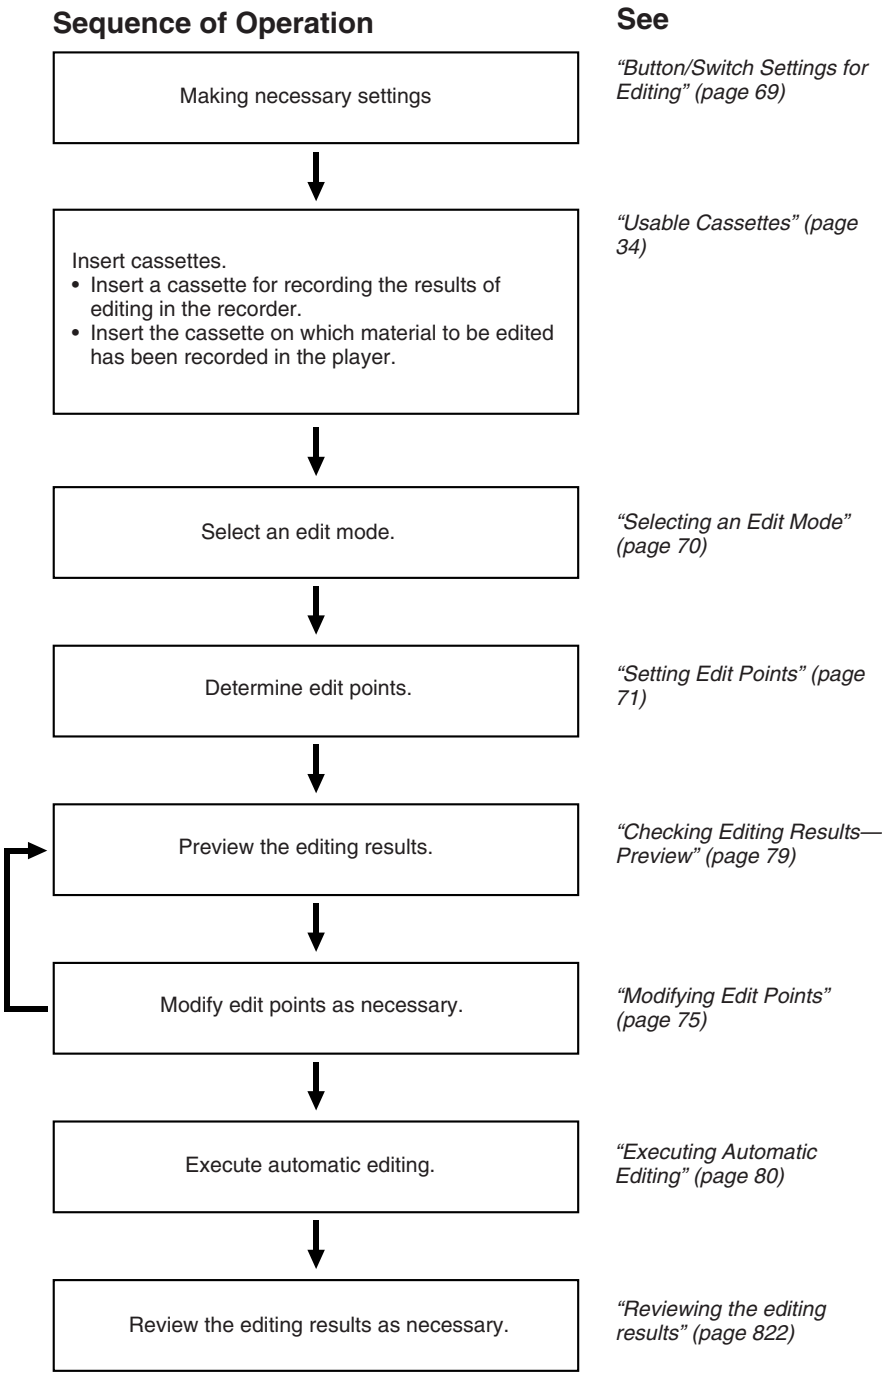 Sequence of Operation
See
Making necessary settings
“Button/Switch Settings for
Editing” (page 69)
Insert cassettes.
• Insert a cassette for recording the results of
editing in the recorder.
• Insert the cassette on which material to be edited
has been recorded in the player.
“Usable Cassettes” (page
34)
Select an edit mode.
“Selecting an Edit Mode”
(page 70)
Determine edit points.
“Setting Edit Points” (page
71)
Preview the editing results.
“Checking Editing Results—
Preview” (page 79)
Modify edit points as necessary.
“Modifying Edit Points”
(page 75)
Execute automatic editing.
“Executing Automatic
Editing” (page 80)
Review the editing results as necessary.
“Reviewing the editing
results” (page 822)